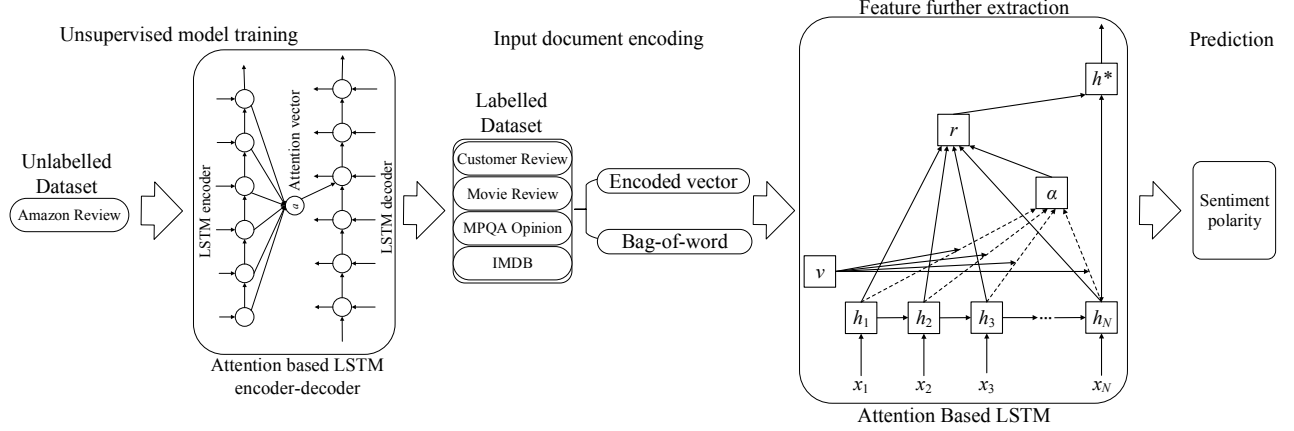 Unsupervised model training
Input document encoding
Feature further extraction
Prediction
Unlabelled
Dataset
Amazon Review
LSTM encoder
Attention vector
a
LSTM decoder
Attention based LSTM
encoder-decoder
Labelled
Dataset
Customer Review
Movie Review
MPQA Opinion
IMDB
Encoded vector
Bag-of-word
h*
r
α
v
h1 h2 h3 ... hN
x1 x2 x3 xN
Attention Based LSTM
Sentiment
polarity